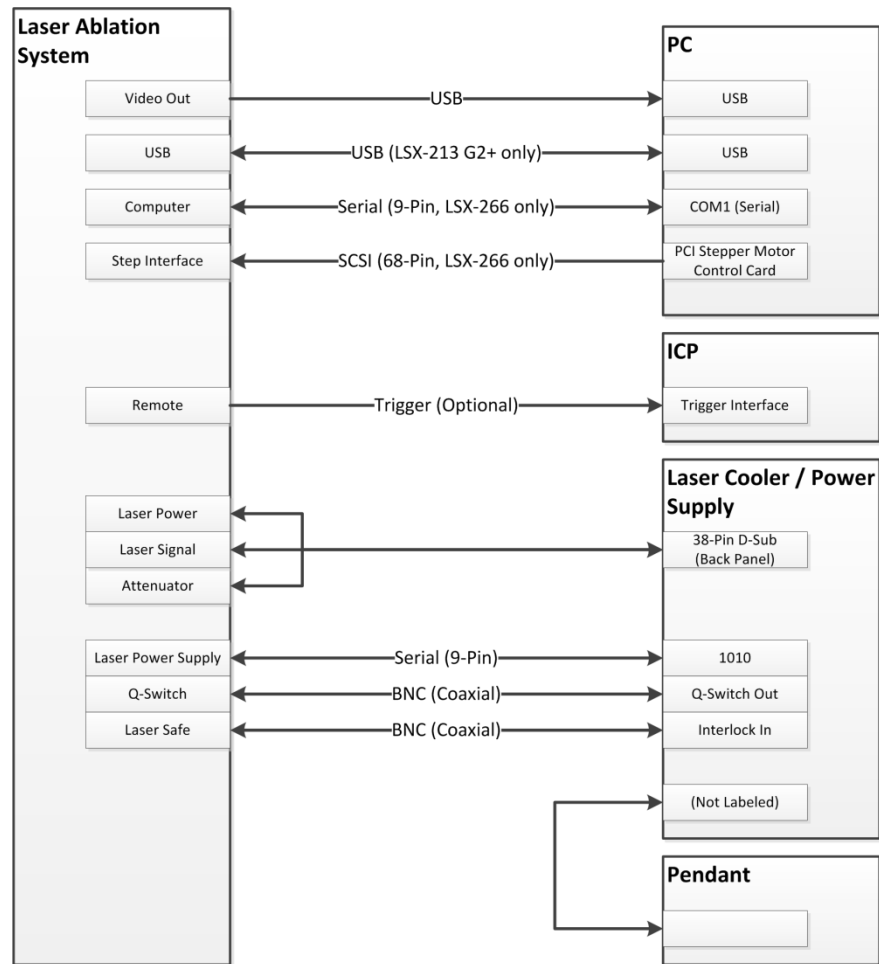 Laser Ablation
System
PC
Video Out
USB
USB
USB
USB (LSX-213 G2+ only)
USB
Computer
Serial (9-Pin, LSX-266 only)
COM1 (Serial)
Step Interface
SCSI (68-Pin, LSX-266 only)
PCI Stepper Motor
Control Card
ICP
Remote
Trigger (Optional)
Trigger Interface
Laser Cooler / Power
Supply
Laser Power
Laser Signal
Attenuator
38-Pin D-Sub
(Back Panel)
Laser Power Supply
Serial (9-Pin)
1010
Q-Switch
BNC (Coaxial)
Q-Switch Out
Laser Safe
BNC (Coaxial)
Interlock In
(Not Labeled)
Pendant